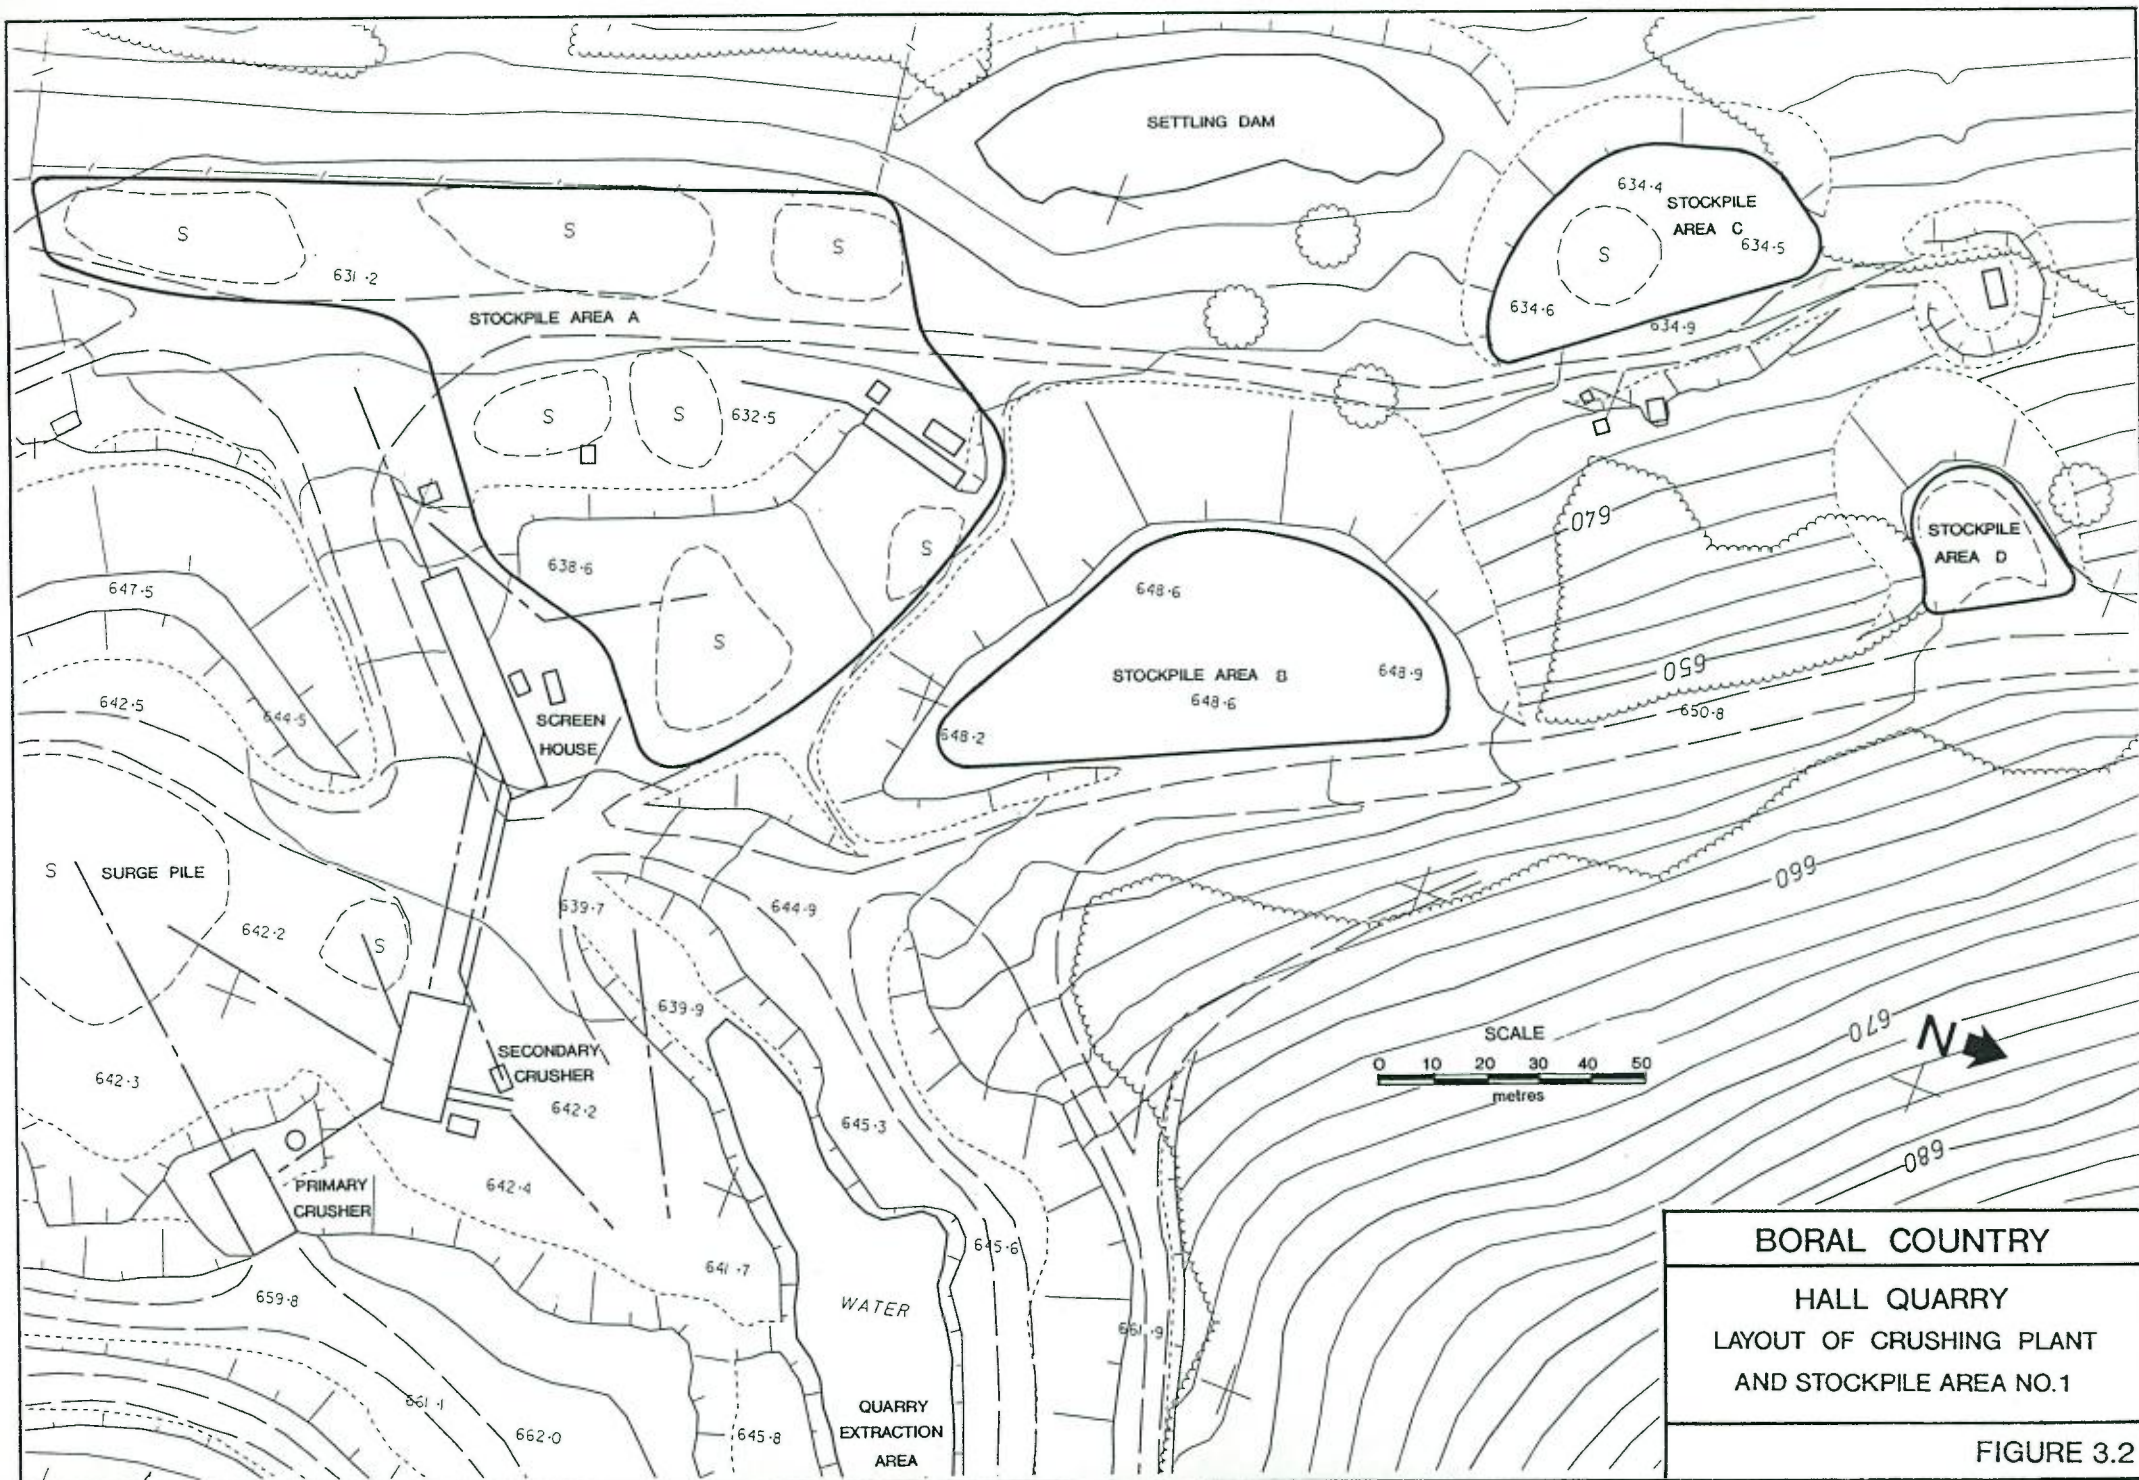 SETTLING DAM
634.4
STOCKPILE
AREA C
634.5
S
S
S
S
S
631.2
634.6
634.9
STOCKPILE AREA A
S
S
632.5
640
STOCKPILE
AREA D
S
638.6
648.6
647.5
S
650
STOCKPILE AREA B
648.9
648.6
642.5
644.5
650.8
SCREEN
HOUSE
648.2
S
SURGE PILE
660
639.7
644.9
642.2
S
639.9
670
N
SCALE
0 10 20 30 40 50
metres
SECONDARY
CRUSHER
642.3
642.2
645.3
680
PRIMARY
CRUSHER
642.4
645.6
641.7
WATER
659.8
661.9
661.1
662.0
645.8
QUARRY
EXTRACTION
AREA
BORAL COUNTRY
HALL QUARRY
LAYOUT OF CRUSHING PLANT
AND STOCKPILE AREA NO.1
FIGURE 3.2